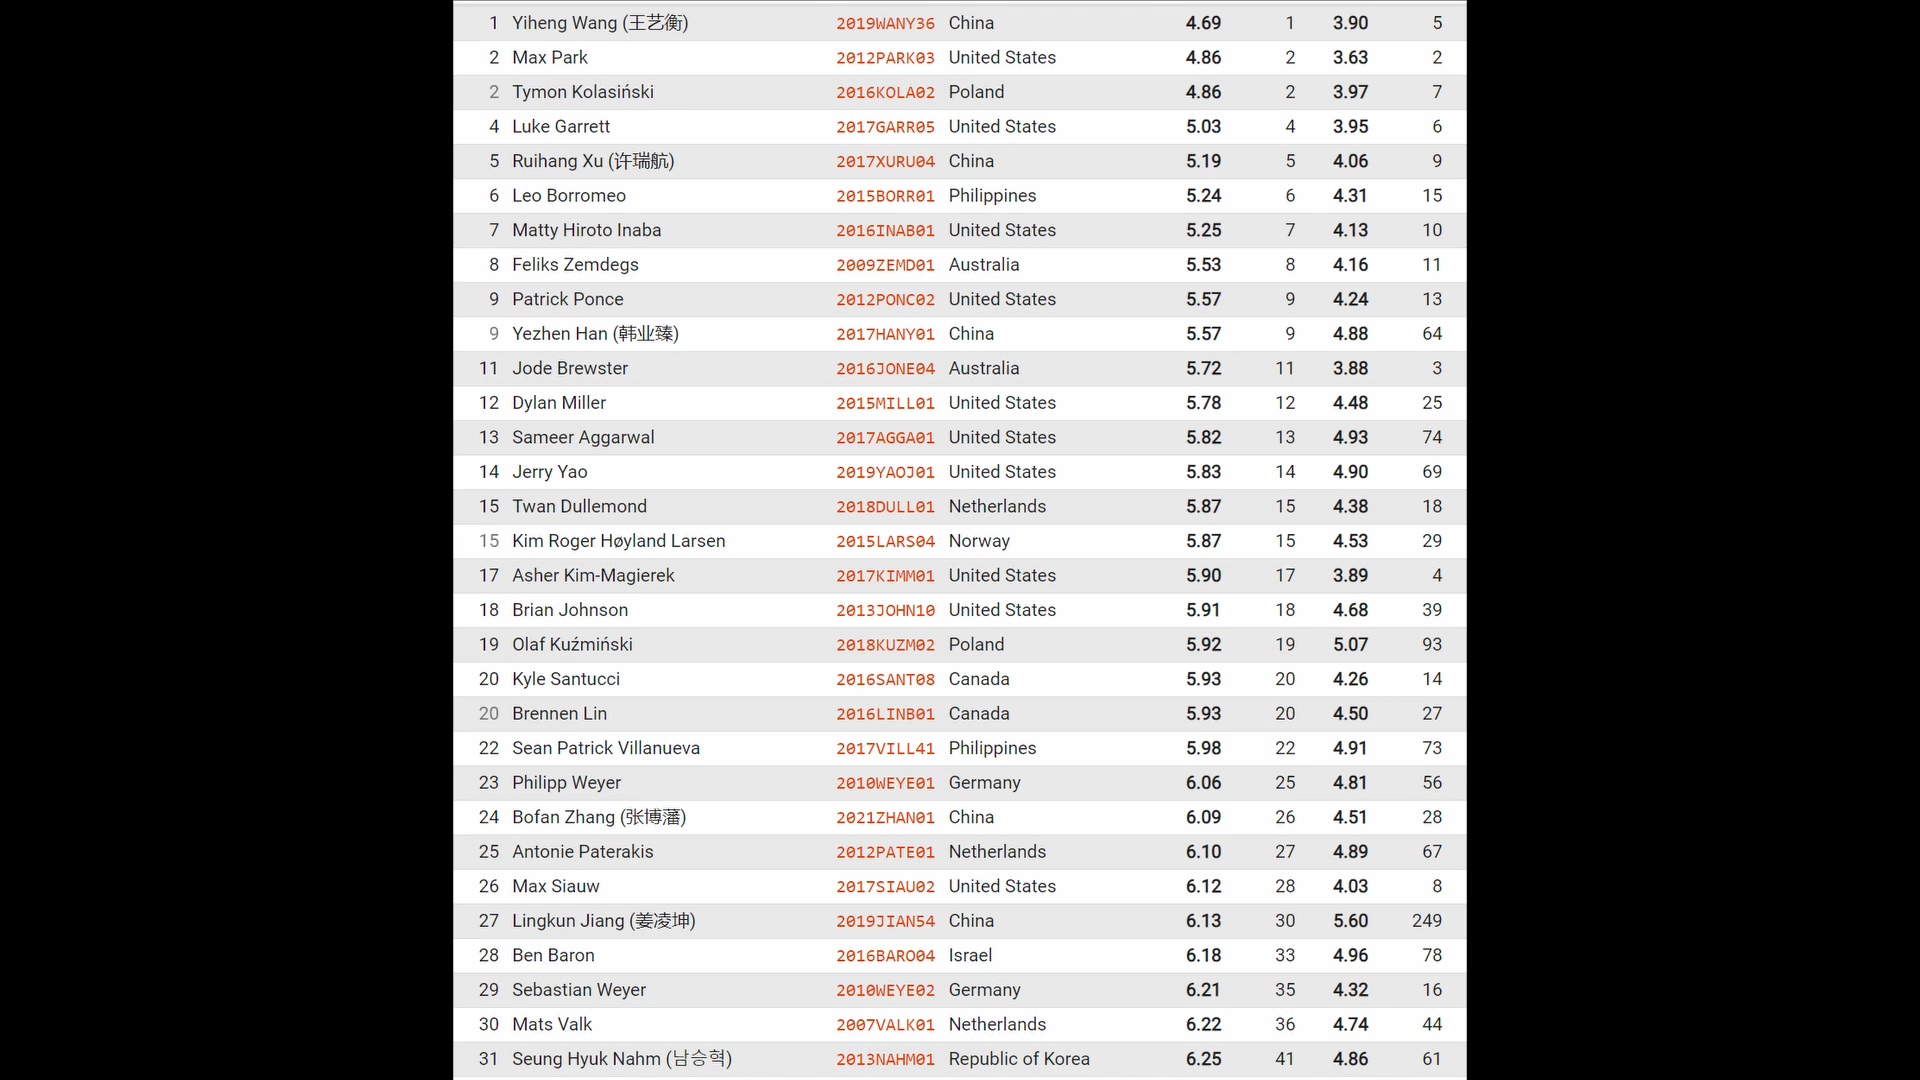 1 Yiheng Wang (王艺衡) 2019WANY36 China 4.69 1 3.90 5
2 Max Park 2012PARK03 United States 4.86 2 3.63 2
2 Tymon Kolasiński 2016KOLA02 Poland 4.86 2 3.97 7
4 Luke Garrett 2017GARR05 United States 5.03 4 3.95 6
5 Ruihang Xu (许瑞航) 2017XURU04 China 5.19 5 4.06 9
6 Leo Borromeo 2015BORR01 Philippines 5.24 6 4.31 15
7 Matty Hiroto Inaba 2016INAB01 United States 5.25 7 4.13 10
8 Feliks Zemdegs 2009ZEMD01 Australia 5.53 8 4.16 11
9 Patrick Ponce 2012PONC02 United States 5.57 9 4.24 13
9 Yezhen Han (韩业臻) 2017HANY01 China 5.57 9 4.88 64
11 Jode Brewster 2016JONE04 Australia 5.72 11 3.88 3
12 Dylan Miller 2015MILL01 United States 5.78 12 4.48 25
13 Sameer Aggarwal 2017AGGA01 United States 5.82 13 4.93 74
14 Jerry Yao 2019YAOJ01 United States 5.83 14 4.90 69
15 Twan Dullemond 2018DULL01 Netherlands 5.87 15 4.38 18
15 Kim Roger Høyland Larsen 2015LARS04 Norway 5.87 15 4.53 29
17 Asher Kim-Magierek 2017KIMM01 United States 5.90 17 3.89 4
18 Brian Johnson 2013JOHN10 United States 5.91 18 4.68 39
19 Olaf Kuźmiński 2018KUZM02 Poland 5.92 19 5.07 93
20 Kyle Santucci 2016SANT08 Canada 5.93 20 4.26 14
20 Brennen Lin 2016LINB01 Canada 5.93 20 4.50 27
22 Sean Patrick Villanueva 2017VILL41 Philippines 5.98 22 4.91 73
23 Philipp Weyer 2010WEYE01 Germany 6.06 25 4.81 56
24 Bofan Zhang (张博藩) 2021ZHAN01 China 6.09 26 4.51 28
25 Antonie Paterakis 2012PATE01 Netherlands 6.10 27 4.89 67
26 Max Siauw 2017SIAU02 United States 6.12 28 4.03 8
27 Lingkun Jiang (姜凌坤) 2019JIAN54 China 6.13 30 5.60 249
28 Ben Baron 2016BARO04 Israel 6.18 33 4.96 78
29 Sebastian Weyer 2010WEYE02 Germany 6.21 35 4.32 16
30 Mats Valk 2007VALK01 Netherlands 6.22 36 4.74 44
31 Seung Hyuk Nahm (남승혁) 2013NAHM01 Republic of Korea 6.25 41 4.86 61